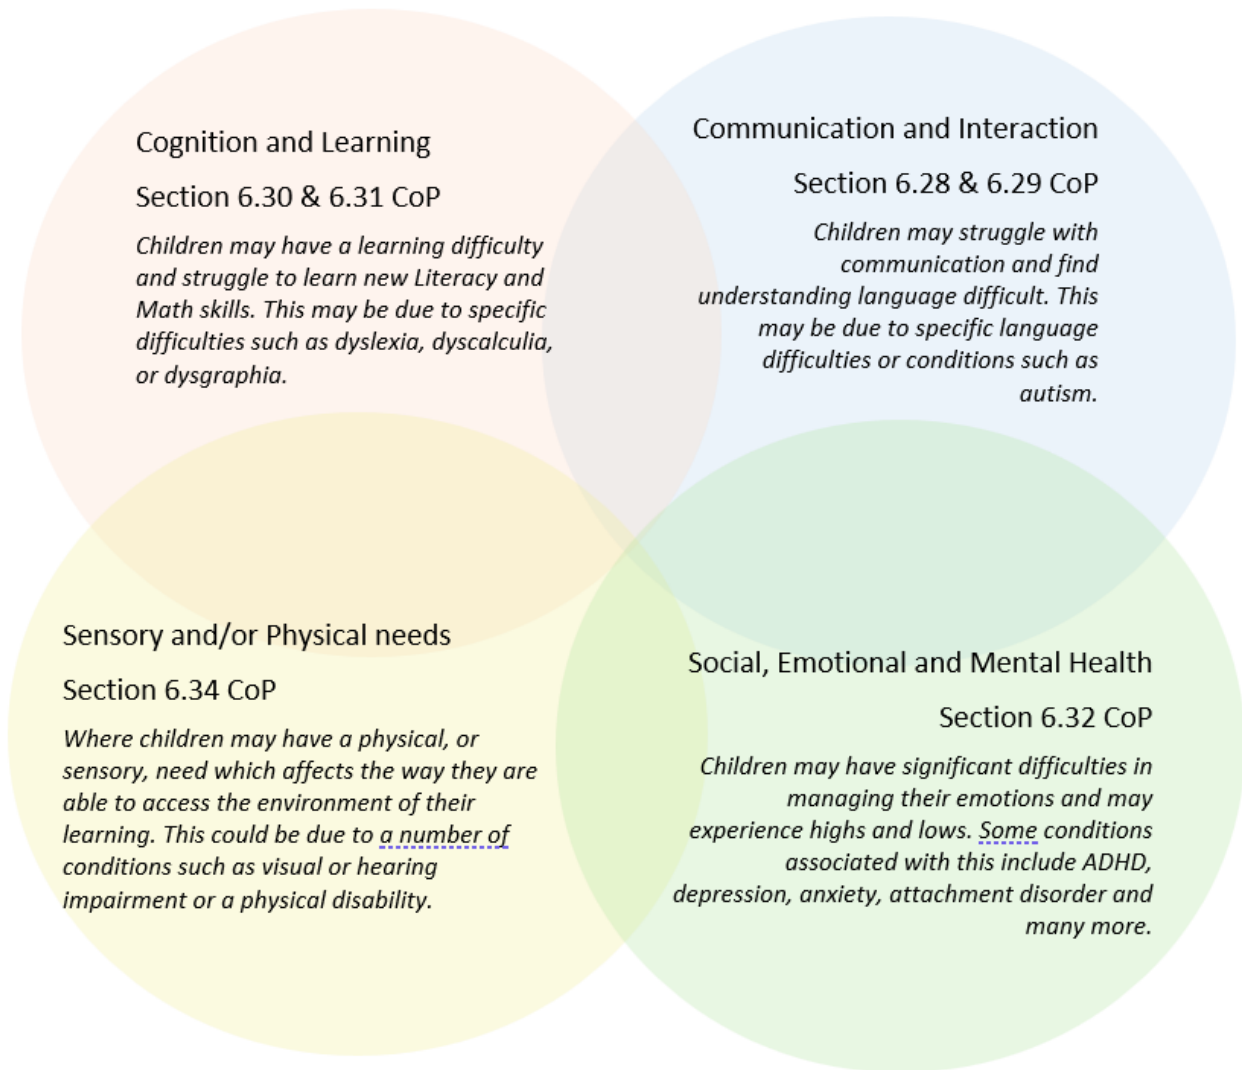 Cognition and Learning
Section 6.30 & 6.31 CoP
Children may have a learning difficulty
and struggle to learn new Literacy and
Math skills. This may be due to specific
difficulties such as dyslexia, dyscalculia,
or dysgraphia.
Communication and Interaction
Section 6.28 & 6.29 CoP
Children may struggle with
communication and find
understanding language difficult. This
may be due to specific language
difficulties or conditions such as
autism.
Sensory and/or Physical needs
Section 6.34 CoP
Where children may have a physical, or
sensory, need which affects the way they are
able to access the environment of their
learning. This could be due to a number of
conditions such as visual or hearing
impairment or a physical disability.
Social, Emotional and Mental Health
Section 6.32 CoP
Children may have significant difficulties in
managing their emotions and may
experience highs and lows. Some conditions
associated with this include ADHD,
depression, anxiety, attachment disorder and
many more.